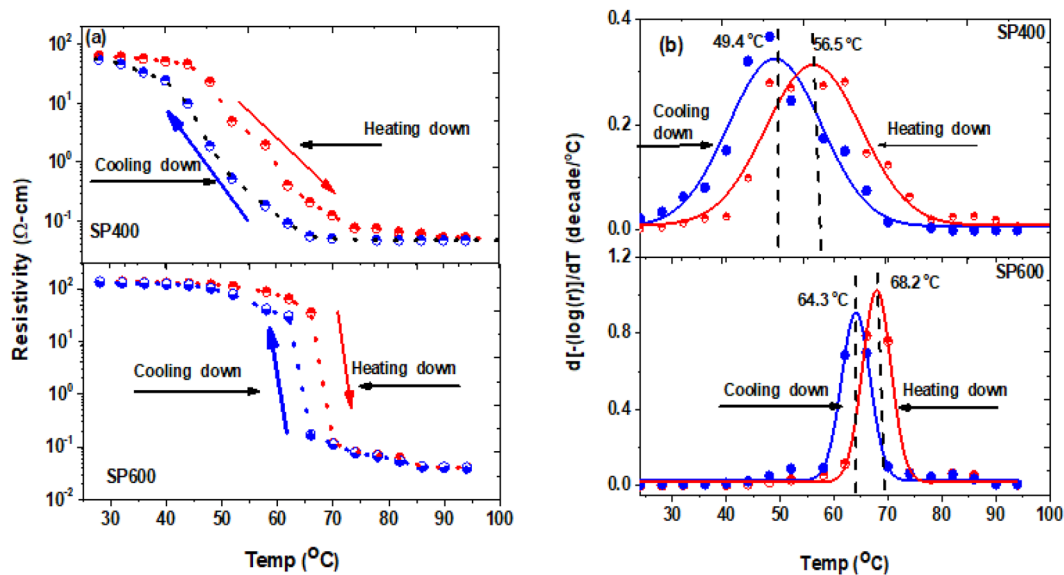 (a)
10²
10¹
10⁰
10⁻¹
Heating down
Cooling down
SP400
10²
10¹
10⁰
10⁻¹
10⁻²
Cooling down
Heating down
SP600
30 40 50 60 70 80 90 100
Temp (°C)
Resistivity (Ω-cm)
(b)
SP400
49.4 °C
56.5 °C
Cooling
down
Heating down
0.4
0.2
0.0
1.2
SP600
64.3 °C
68.2 °C
Cooling down
Heating down
0.8
0.4
0.0
30 40 50 60 70 80 90 100
Temp (°C)
d[-(log(r)]/dT (decade/°C)